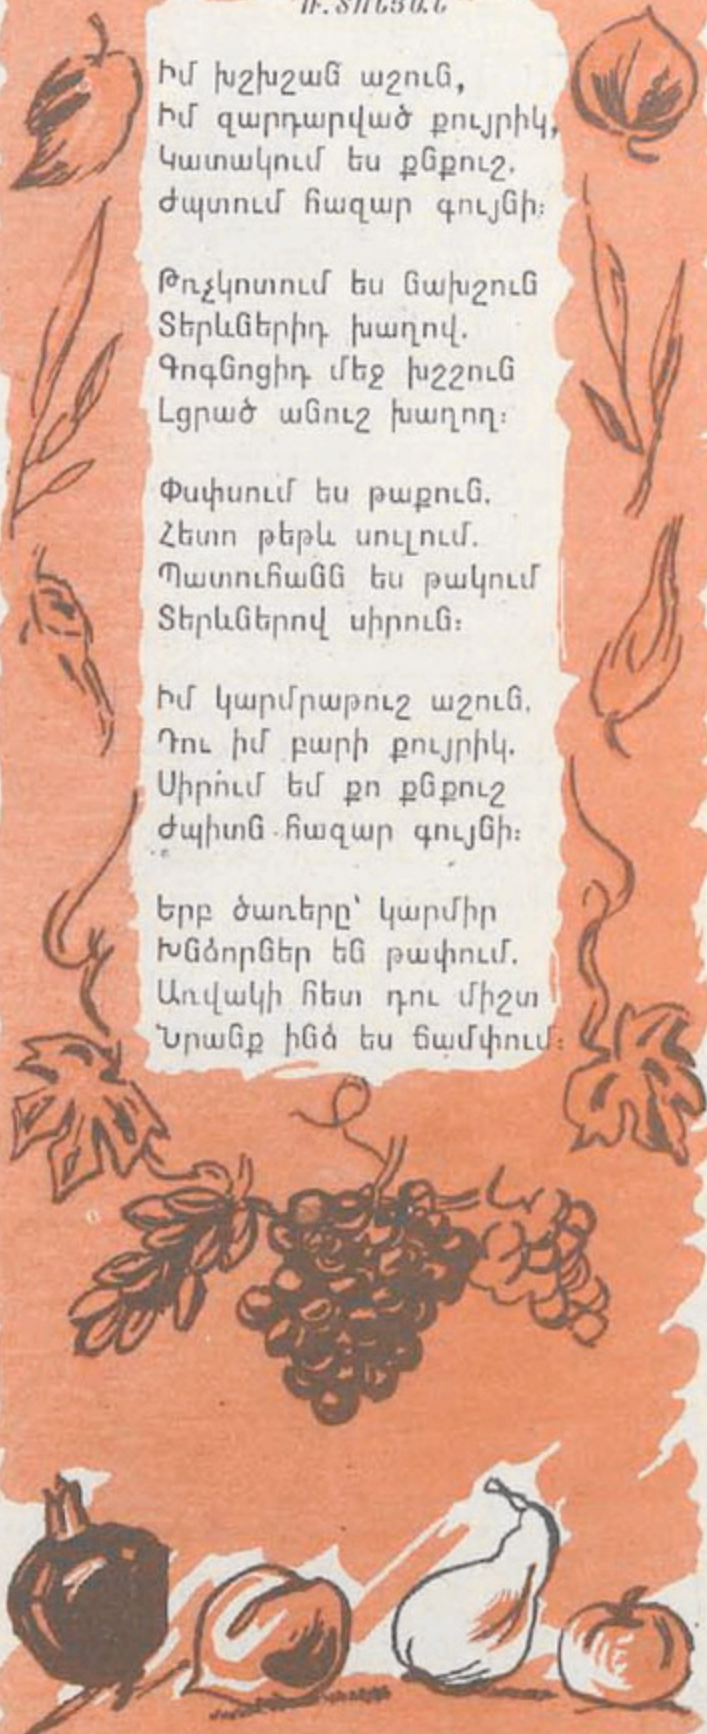 Իմ խշխշան աշուն,
Իմ զարդարված քույրիկ,
Կատակում ես քնքուշ.
Ժպտում հազար գույնի։
Թռչկոտում ես նախշուն
Տերևներիդ խաղով.
Գոգնոցիդ մեջ խշշուն
Լցրած անուշ խաղող։
Փսփսում ես թաքուն.
Հետո թեթև սուլում.
Պատուհանն ես թակում
Տերևներով սիրուն։
Իմ կարմրաթուշ աշուն.
Դու իմ բարի քույրիկ.
Սիրո՛ւմ եմ քո քնքուշ
Ժպիտն հազար գույնի։
Երբ ծառերը՝ կարմիր
Խնձորներ են թափում.
Առվակի հետ դու միշտ
Նրանք ինձ ես ճամփում։